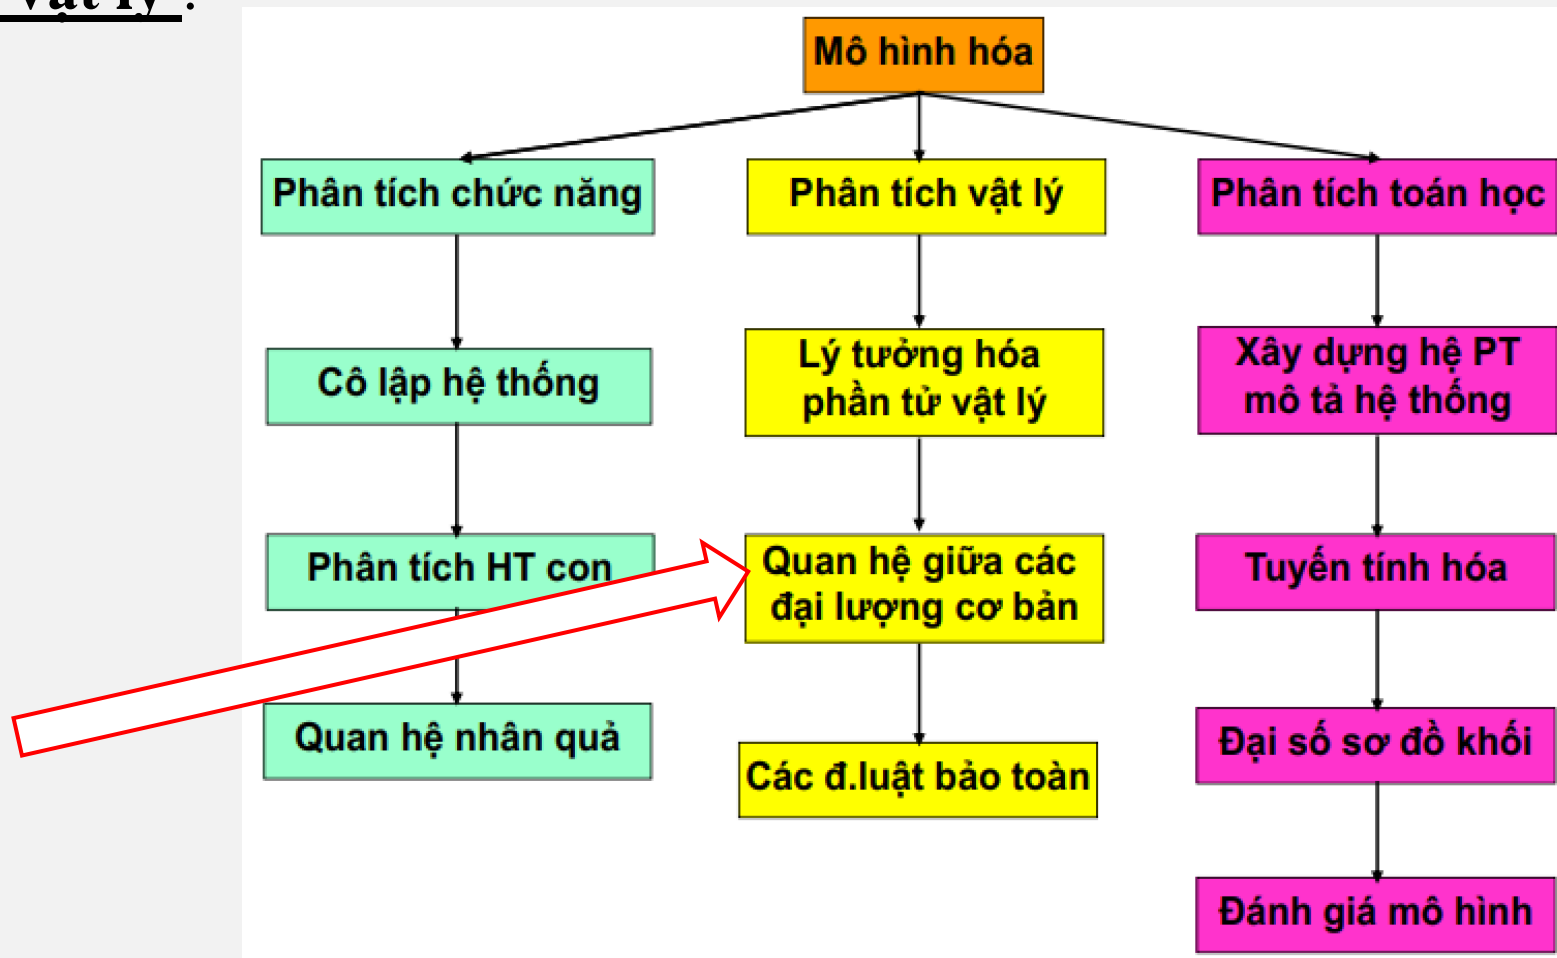 vật lý :
Mô hình hóa
Phân tích chức năng
Phân tích vật lý
Phân tích toán học
Cô lập hệ thống
Lý tưởng hóa
phần tử vật lý
Xây dựng hệ PT
mô tả hệ thống
Phân tích HT con
Quan hệ giữa các
đại lượng cơ bản
Tuyến tính hóa
Quan hệ nhân quả
Các đ.luật bảo toàn
Đại số sơ đồ khối
Đánh giá mô hình